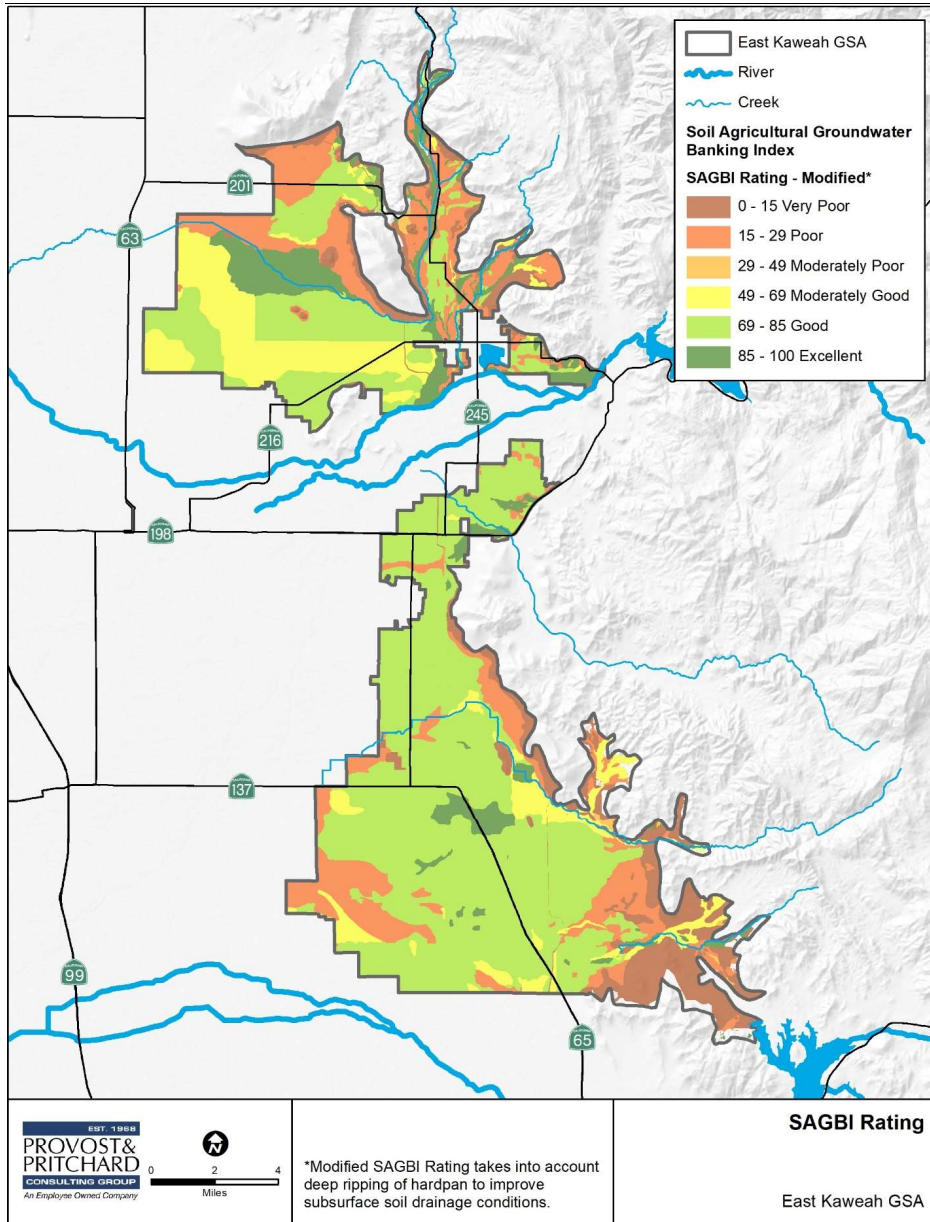 East Kaweah GSA
River
Creek
Soil Agricultural Groundwater
Banking Index
SAGBI Rating - Modified*
0 - 15 Very Poor
15 - 29 Poor
29 - 49 Moderately Poor
49 - 69 Moderately Good
69 - 85 Good
85 - 100 Excellent
201
63
245
216
198
137
99
65
EST. 1968
PROVOST&
PRITCHARD
CONSULTING GROUP
An Employee Owned Company
N
0 2 4
Miles
*Modified SAGBI Rating takes into account
deep ripping of hardpan to improve
subsurface soil drainage conditions.
SAGBI Rating
East Kaweah GSA